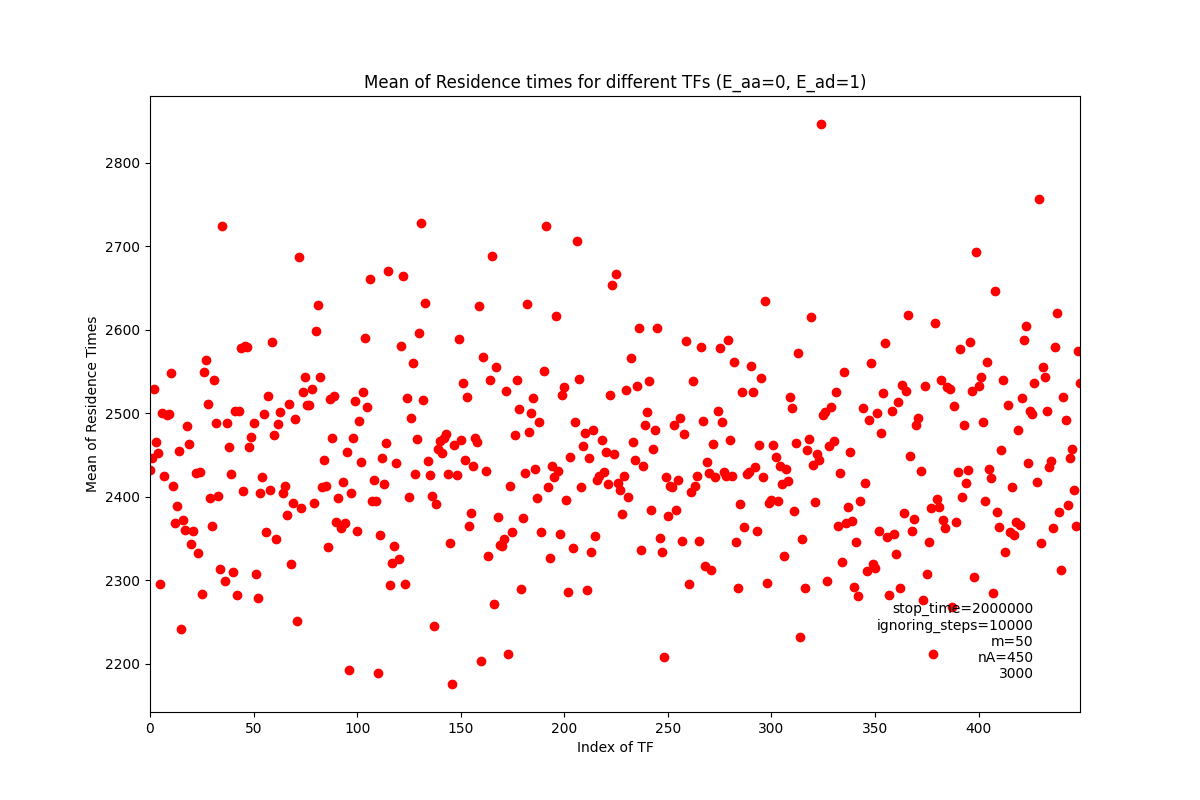 Mean of Residence times for different TFs (E_aa=0, E_ad=1)
Mean of Residence Times
2800
2700
2600
2500
2400
2300
2200
stop_time=2000000
ignoring_steps=10000
m=50
nA=450
3000
0 50 100 150 200 250 300 350 400
Index of TF